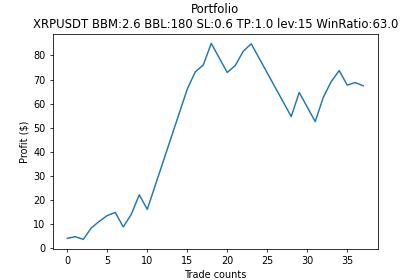 Portfolio
XRPUSDT BBM:2.6 BBL:180 SL:0.6 TP:1.0 lev:15 WinRatio:63.0
80
70
60
50
40
30
20
10
0
Profit ($)
0 5 10 15 20 25 30 35
Trade counts